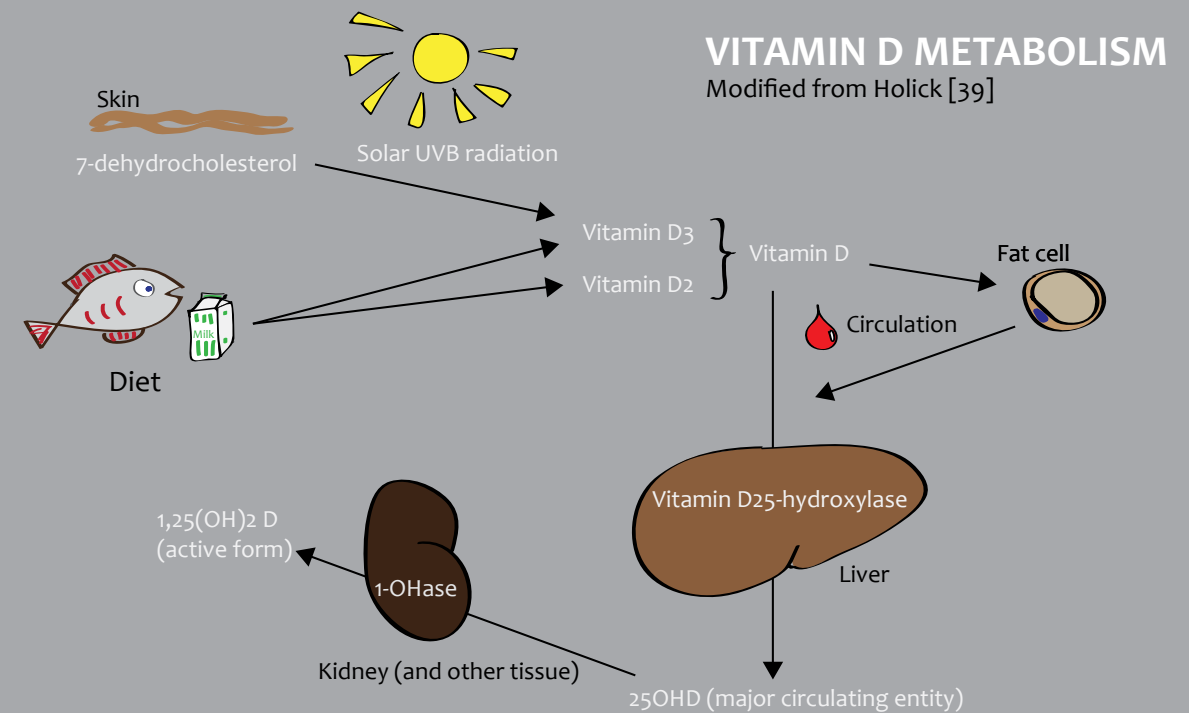 VITAMIN D METABOLISM
Modified from Holick [39]
Skin
7-dehydrocholesterol
Solar UVB radiation
Vitamin D3
Vitamin D2
Vitamin D
Fat cell
Circulation
Milk
Diet
Vitamin D25-hydroxylase
Liver
1,25(OH)2 D
(active form)
1-OHase
Kidney (and other tissue)
25OHD (major circulating entity)